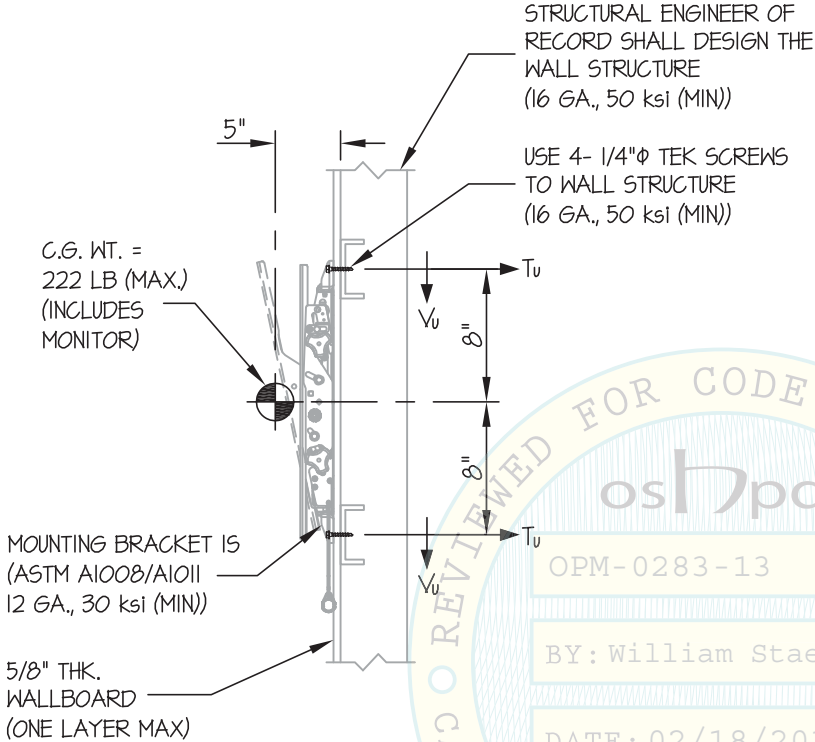 STRUCTURAL ENGINEER OF
RECORD SHALL DESIGN THE
WALL STRUCTURE
(16 GA., 50 ksi (MIN))
5"
USE 4- 1/4"Φ TEK SCREWS
TO WALL STRUCTURE
(16 GA., 50 ksi (MIN))
C.G. WT. =
222 LB (MAX.)
(INCLUDES
MONITOR)
TU
VU
8"
8"
TU
VU
MOUNTING BRACKET IS
(ASTM A1008/A1011
12 GA., 30 ksi (MIN))
5/8" THK.
WALLBOARD
(ONE LAYER MAX)
REVIEWED FOR CODE
OPM-0283-13
BY: William
DATE: 02/18/